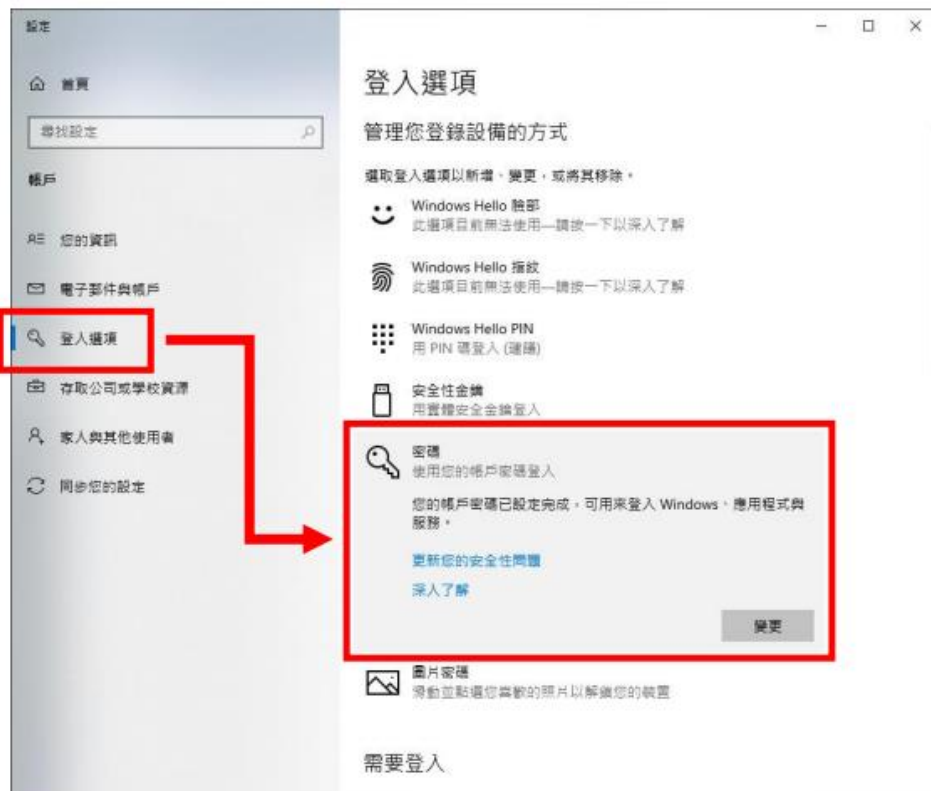 設定
首頁
尋找設定
帳戶
您的資訊
電子郵件與帳戶
登入選項
存取公司或學校資源
家人與其他使用者
同步您的設定
登入選項
管理您登錄設備的方式
選取登入選項以新增、變更，或將其移除。
Windows Hello 臉部
此選項目前無法使用—請按一下以深入了解
Windows Hello 指紋
此選項目前無法使用—請按一下以深入了解
Windows Hello PIN
用 PIN 碼登入 (建議)
安全性金鑰
用實體安全金鑰登入
密碼
使用您的帳戶密碼登入
您的帳戶密碼已設定完成，可用來登入 Windows、應用程式與
服務。
更新您的安全性問題
深入了解
變更
圖片密碼
滑動並點選您喜歡的照片以解鎖您的裝置
需要登入